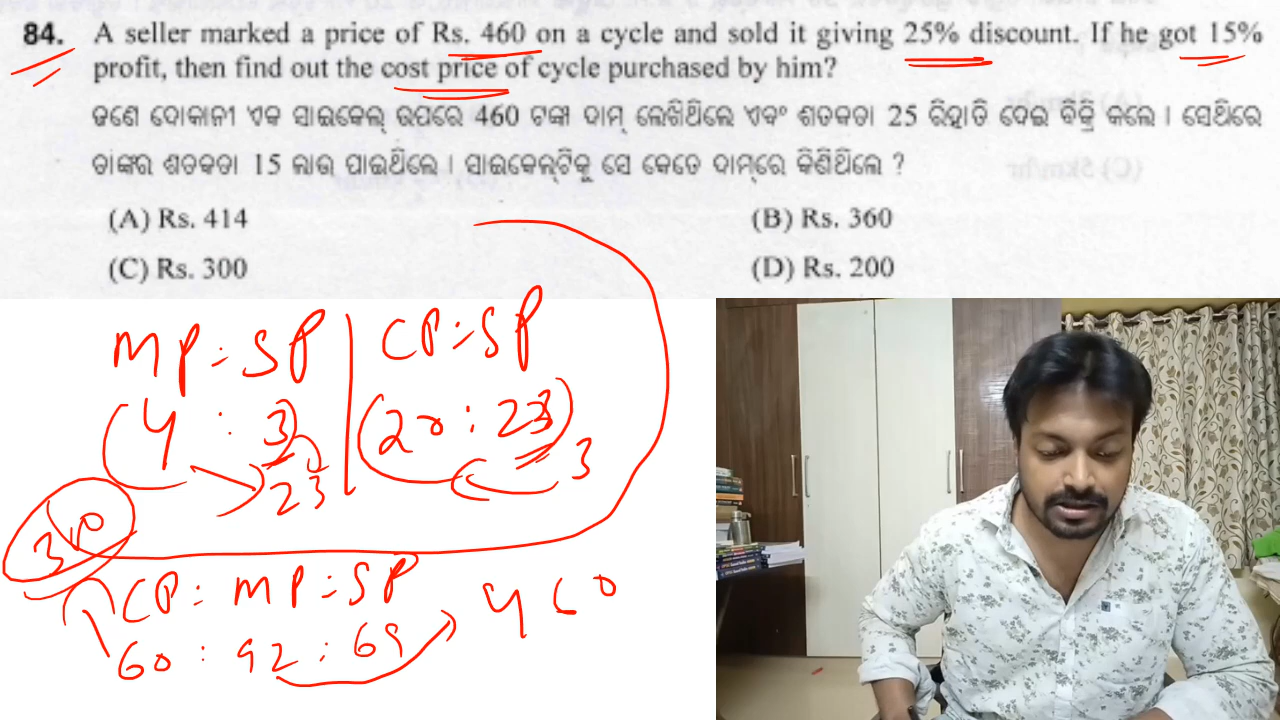 84. A seller marked a price of Rs. 460 on a cycle and sold it giving 25% discount. If he got 15%
profit, then find out the cost price of cycle purchased by him?
ଜଣେ ଦୋକାନୀ ଏକ ସାଇକେଲ୍ ଉପରେ 460 ଟଙ୍କା ଦାମ୍ ଲେଖିଥିଲେ ଏବଂ ଶତକଡା 25 ରିହାତି ଦେଇ ବିକ୍ରି କଲେ । ସେଥିରେ
ତାଙ୍କର ଶତକଡା 15 ଲାଭ ପାଇଥିଲେ । ସାଇକେଲ୍‌ଟିକୁ ସେ କେତେ ଦାମ୍‌ରେ କିଣିଥିଲେ ?
(A) Rs. 414 (B) Rs. 360
(C) Rs. 300 (D) Rs. 200
MP : SP CP : SP
4 : 3 20 : 23
23 3
300
CP : MP : SP 460
60 : 92 : 69